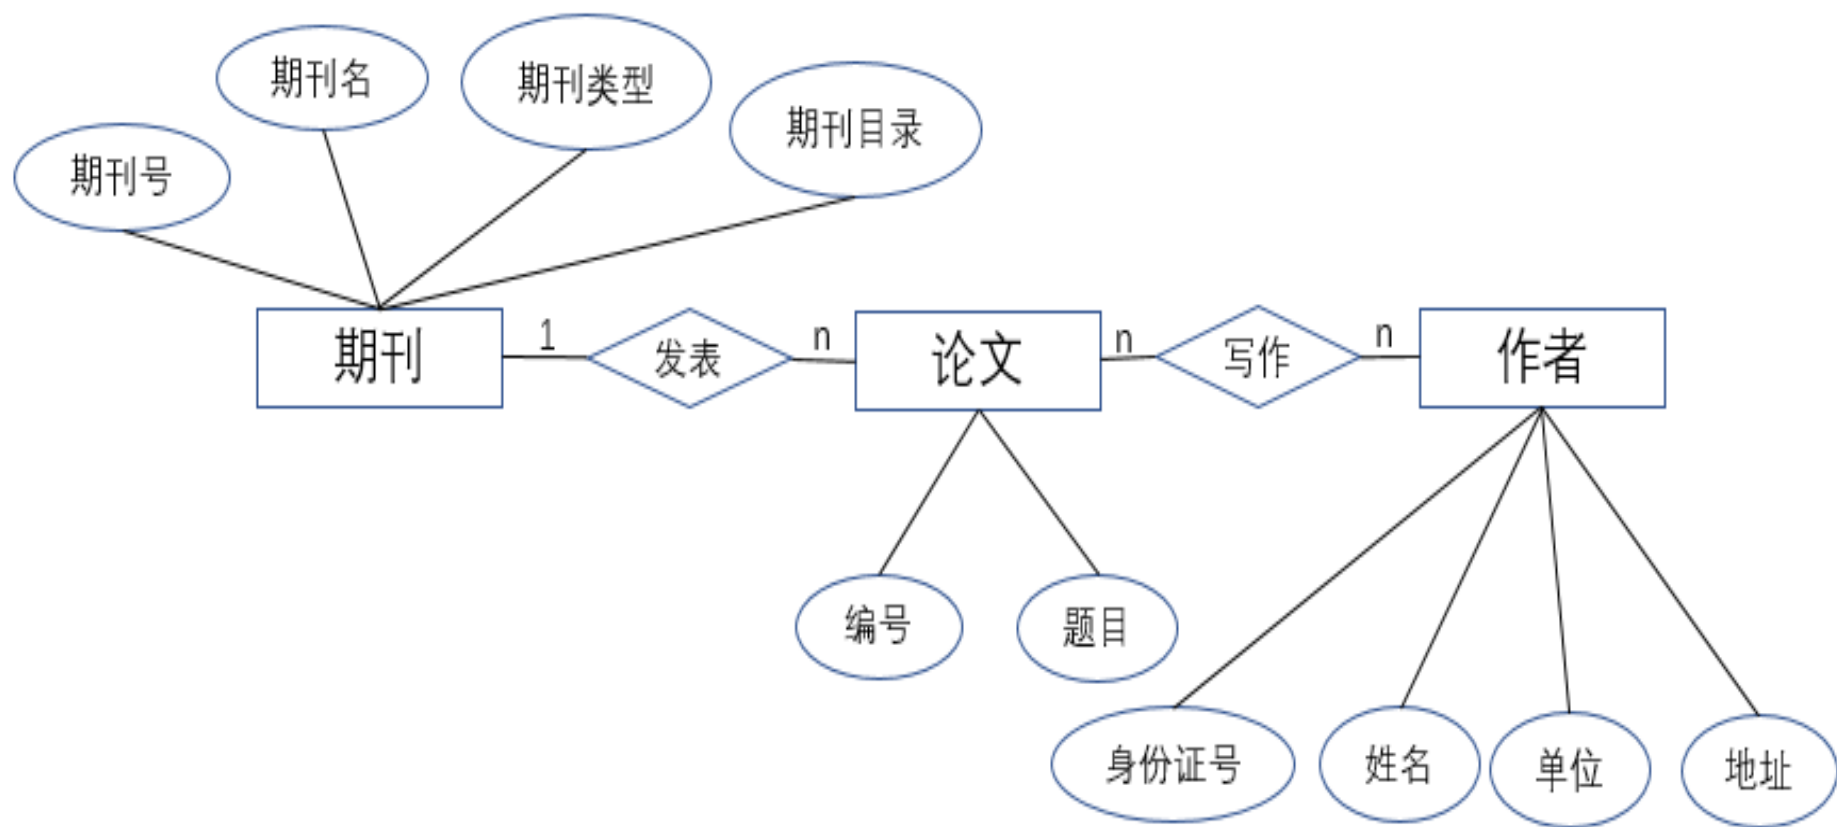 期刊名
期刊类型
期刊目录
期刊号
期刊
1
发表
n
论文
n
写作
n
作者
编号
题目
身份证号
姓名
单位
地址